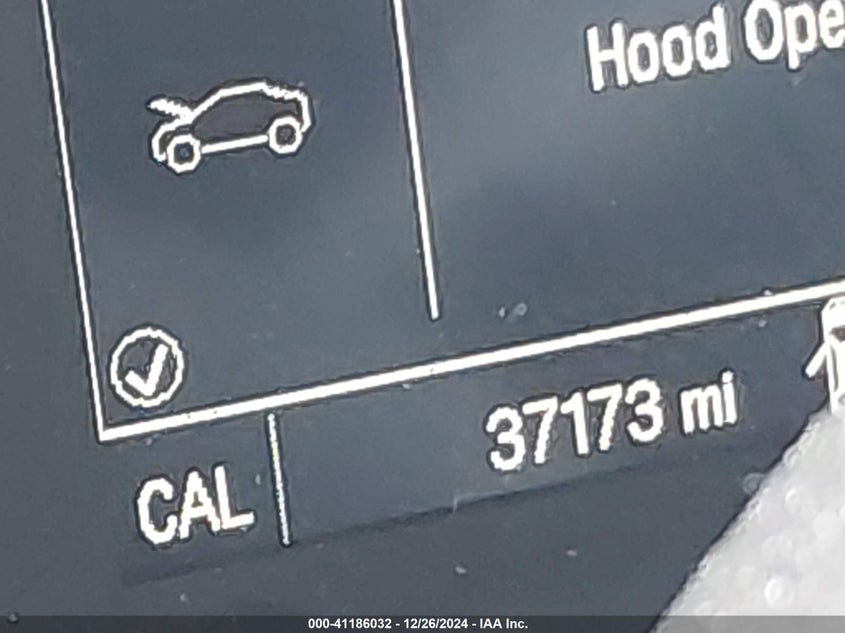 Hood Ope
37173 mi
CAL
000-41186032 - 12/26/2024 - IAA Inc.